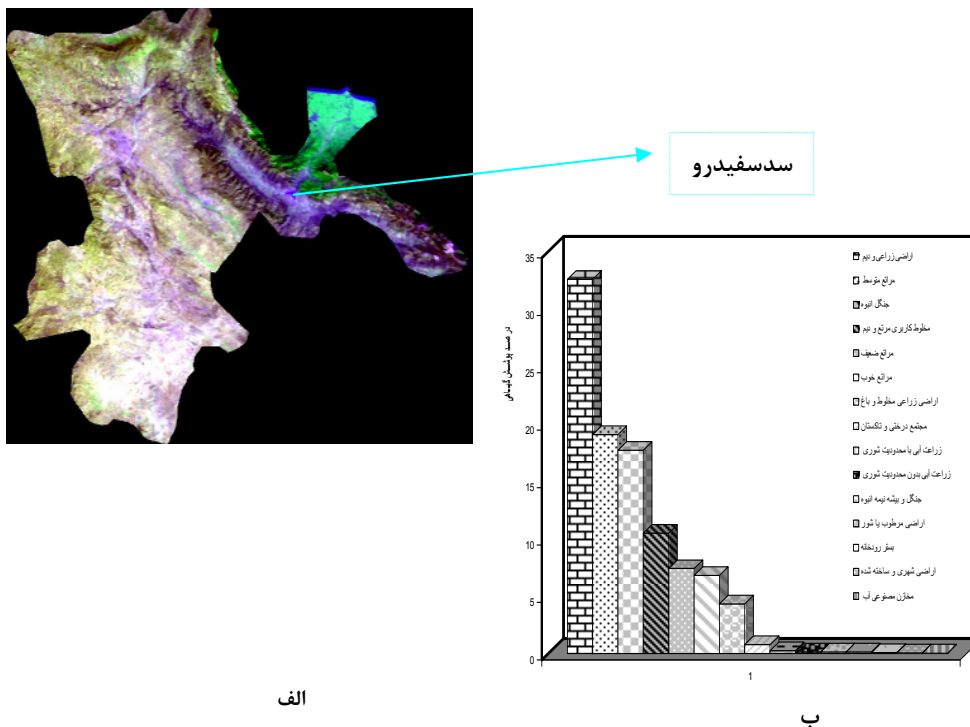 سدسفیدرو
35
30
25
20
15
10
5
0
در صد پوشش گیاهی
1
اراضی زراعی و دیم
مراتع متوسط
جنگل انبوه
مخلوط کاربری مرتع و دیم
مراتع ضعیف
مراتع خوب
اراضی زراعی مخلوط و باغ
مجتمع درختی و تاکستان
زراعت آبی با محدودیت شوری
زراعت آبی بدون محدودیت شوری
جنگل و بیشه نیمه انبوه
اراضی مرطوب یا شور
بستر رودخانه
اراضی شهری و ساخته شده
مخازن مصنوعی آب
الف
ب